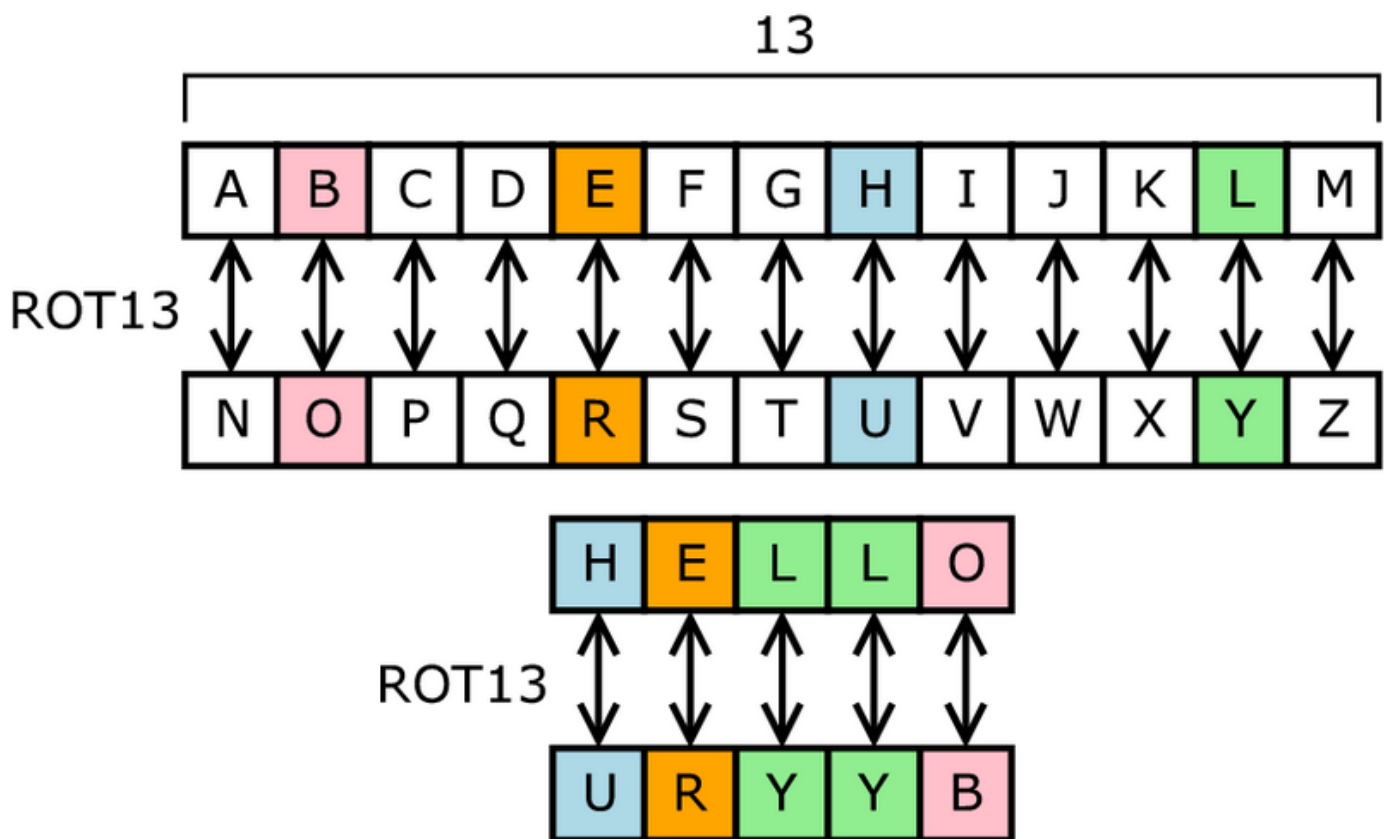 13
A B C D E F G H I J K L M
ROT13
N O P Q R S T U V W X Y Z
H E L L O
ROT13
U R Y Y B